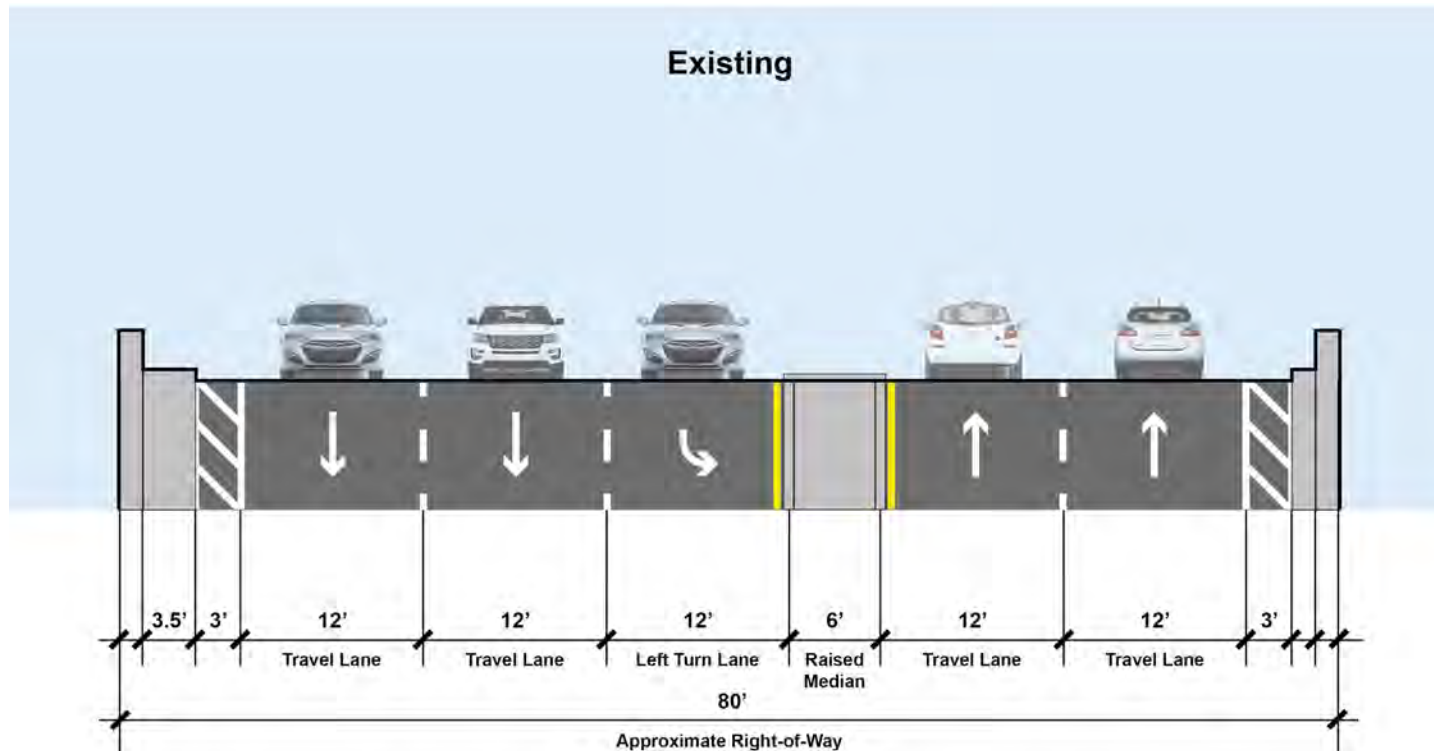 Existing
3.5’ 3’ 12’ 12’ 12’ 6’ 12’ 12’ 3’
Travel Lane Travel Lane Left Turn Lane Raised Median Travel Lane Travel Lane
80’
Approximate Right-of-Way